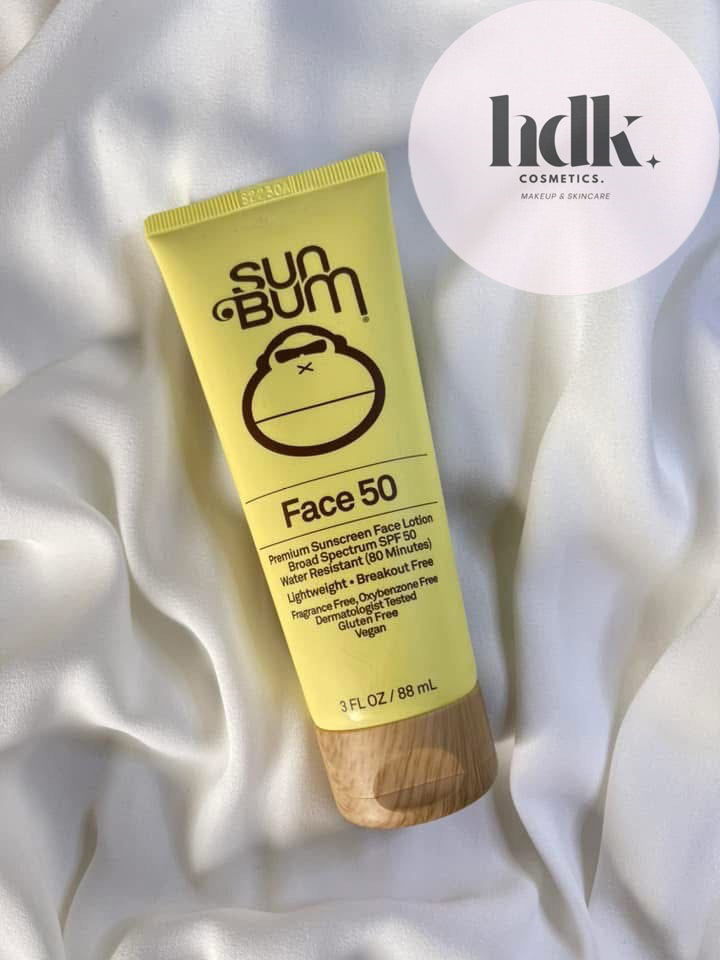 hdk.
COSMETICS.
MAKEUP & SKINCARE
SUN
BUM®
Face 50
Premium Sunscreen Face Lotion
Broad Spectrum SPF 50
Water Resistant (80 Minutes)
Lightweight • Breakout Free
Fragrance Free, Oxybenzone Free
Dermatologist Tested
Gluten Free
Vegan
3 FL OZ / 88 mL